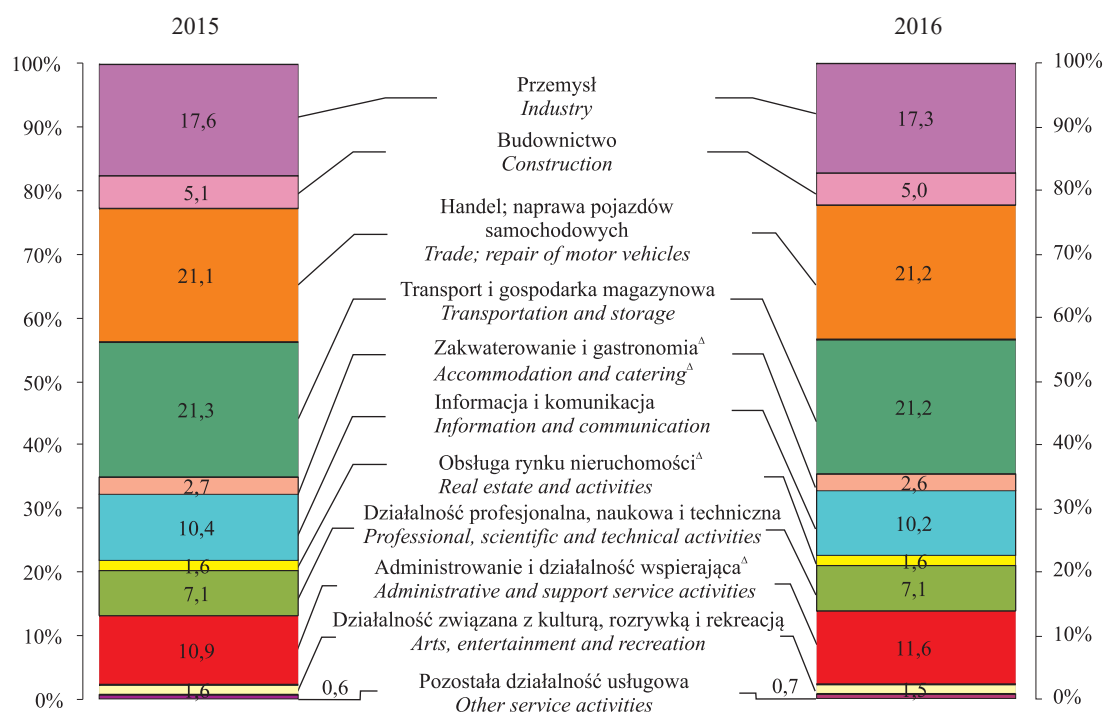 2015
2016
100%
90%
80%
70%
60%
50%
40%
30%
20%
10%
0%
17,6
5,1
21,1
21,3
2,7
10,4
1,6
7,1
10,9
1,6
0,6
Przemysł
Industry
Budownictwo
Construction
Handel; naprawa pojazdów
samochodowych
Trade; repair of motor vehicles
Transport i gospodarka magazynowa
Transportation and storage
Zakwaterowanie i gastronomia^Δ
Accommodation and catering^Δ
Informacja i komunikacja
Information and communication
Obsługa rynku nieruchomości^Δ
Real estate and activities
Działalność profesjonalna, naukowa i techniczna
Professional, scientific and technical activities
Administrowanie i działalność wspierająca^Δ
Administrative and support service activities
Działalność związana z kulturą, rozrywką i rekreacją
Arts, entertainment and recreation
Pozostała działalność usługowa
Other service activities
17,3
5,0
21,2
21,2
2,6
10,2
1,6
7,1
11,6
1,5
0,7
100%
90%
80%
70%
60%
50%
40%
30%
20%
10%
0%